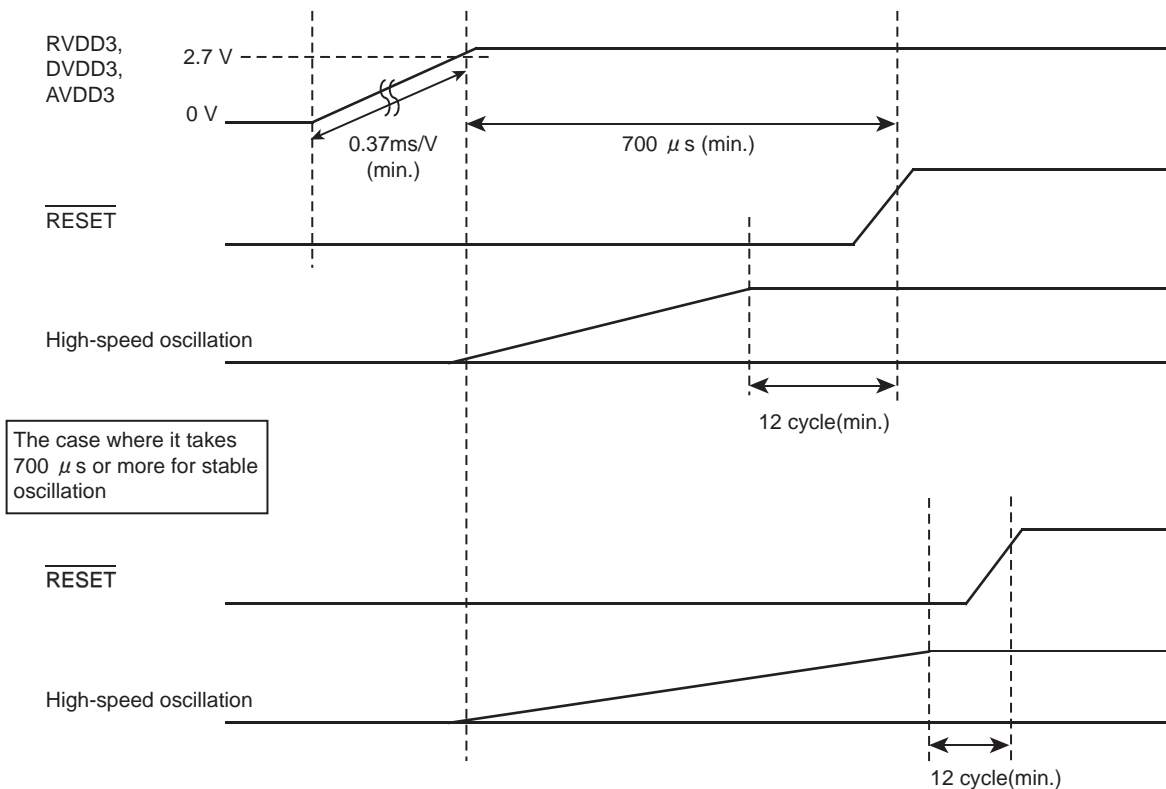 RVDD3,
DVDD3,
AVDD3
2.7 V
0 V
0.37ms/V
(min.)
700 μs (min.)
RESET
High-speed oscillation
12 cycle(min.)
The case where it takes
700 μs or more for stable
oscillation
RESET
High-speed oscillation
12 cycle(min.)